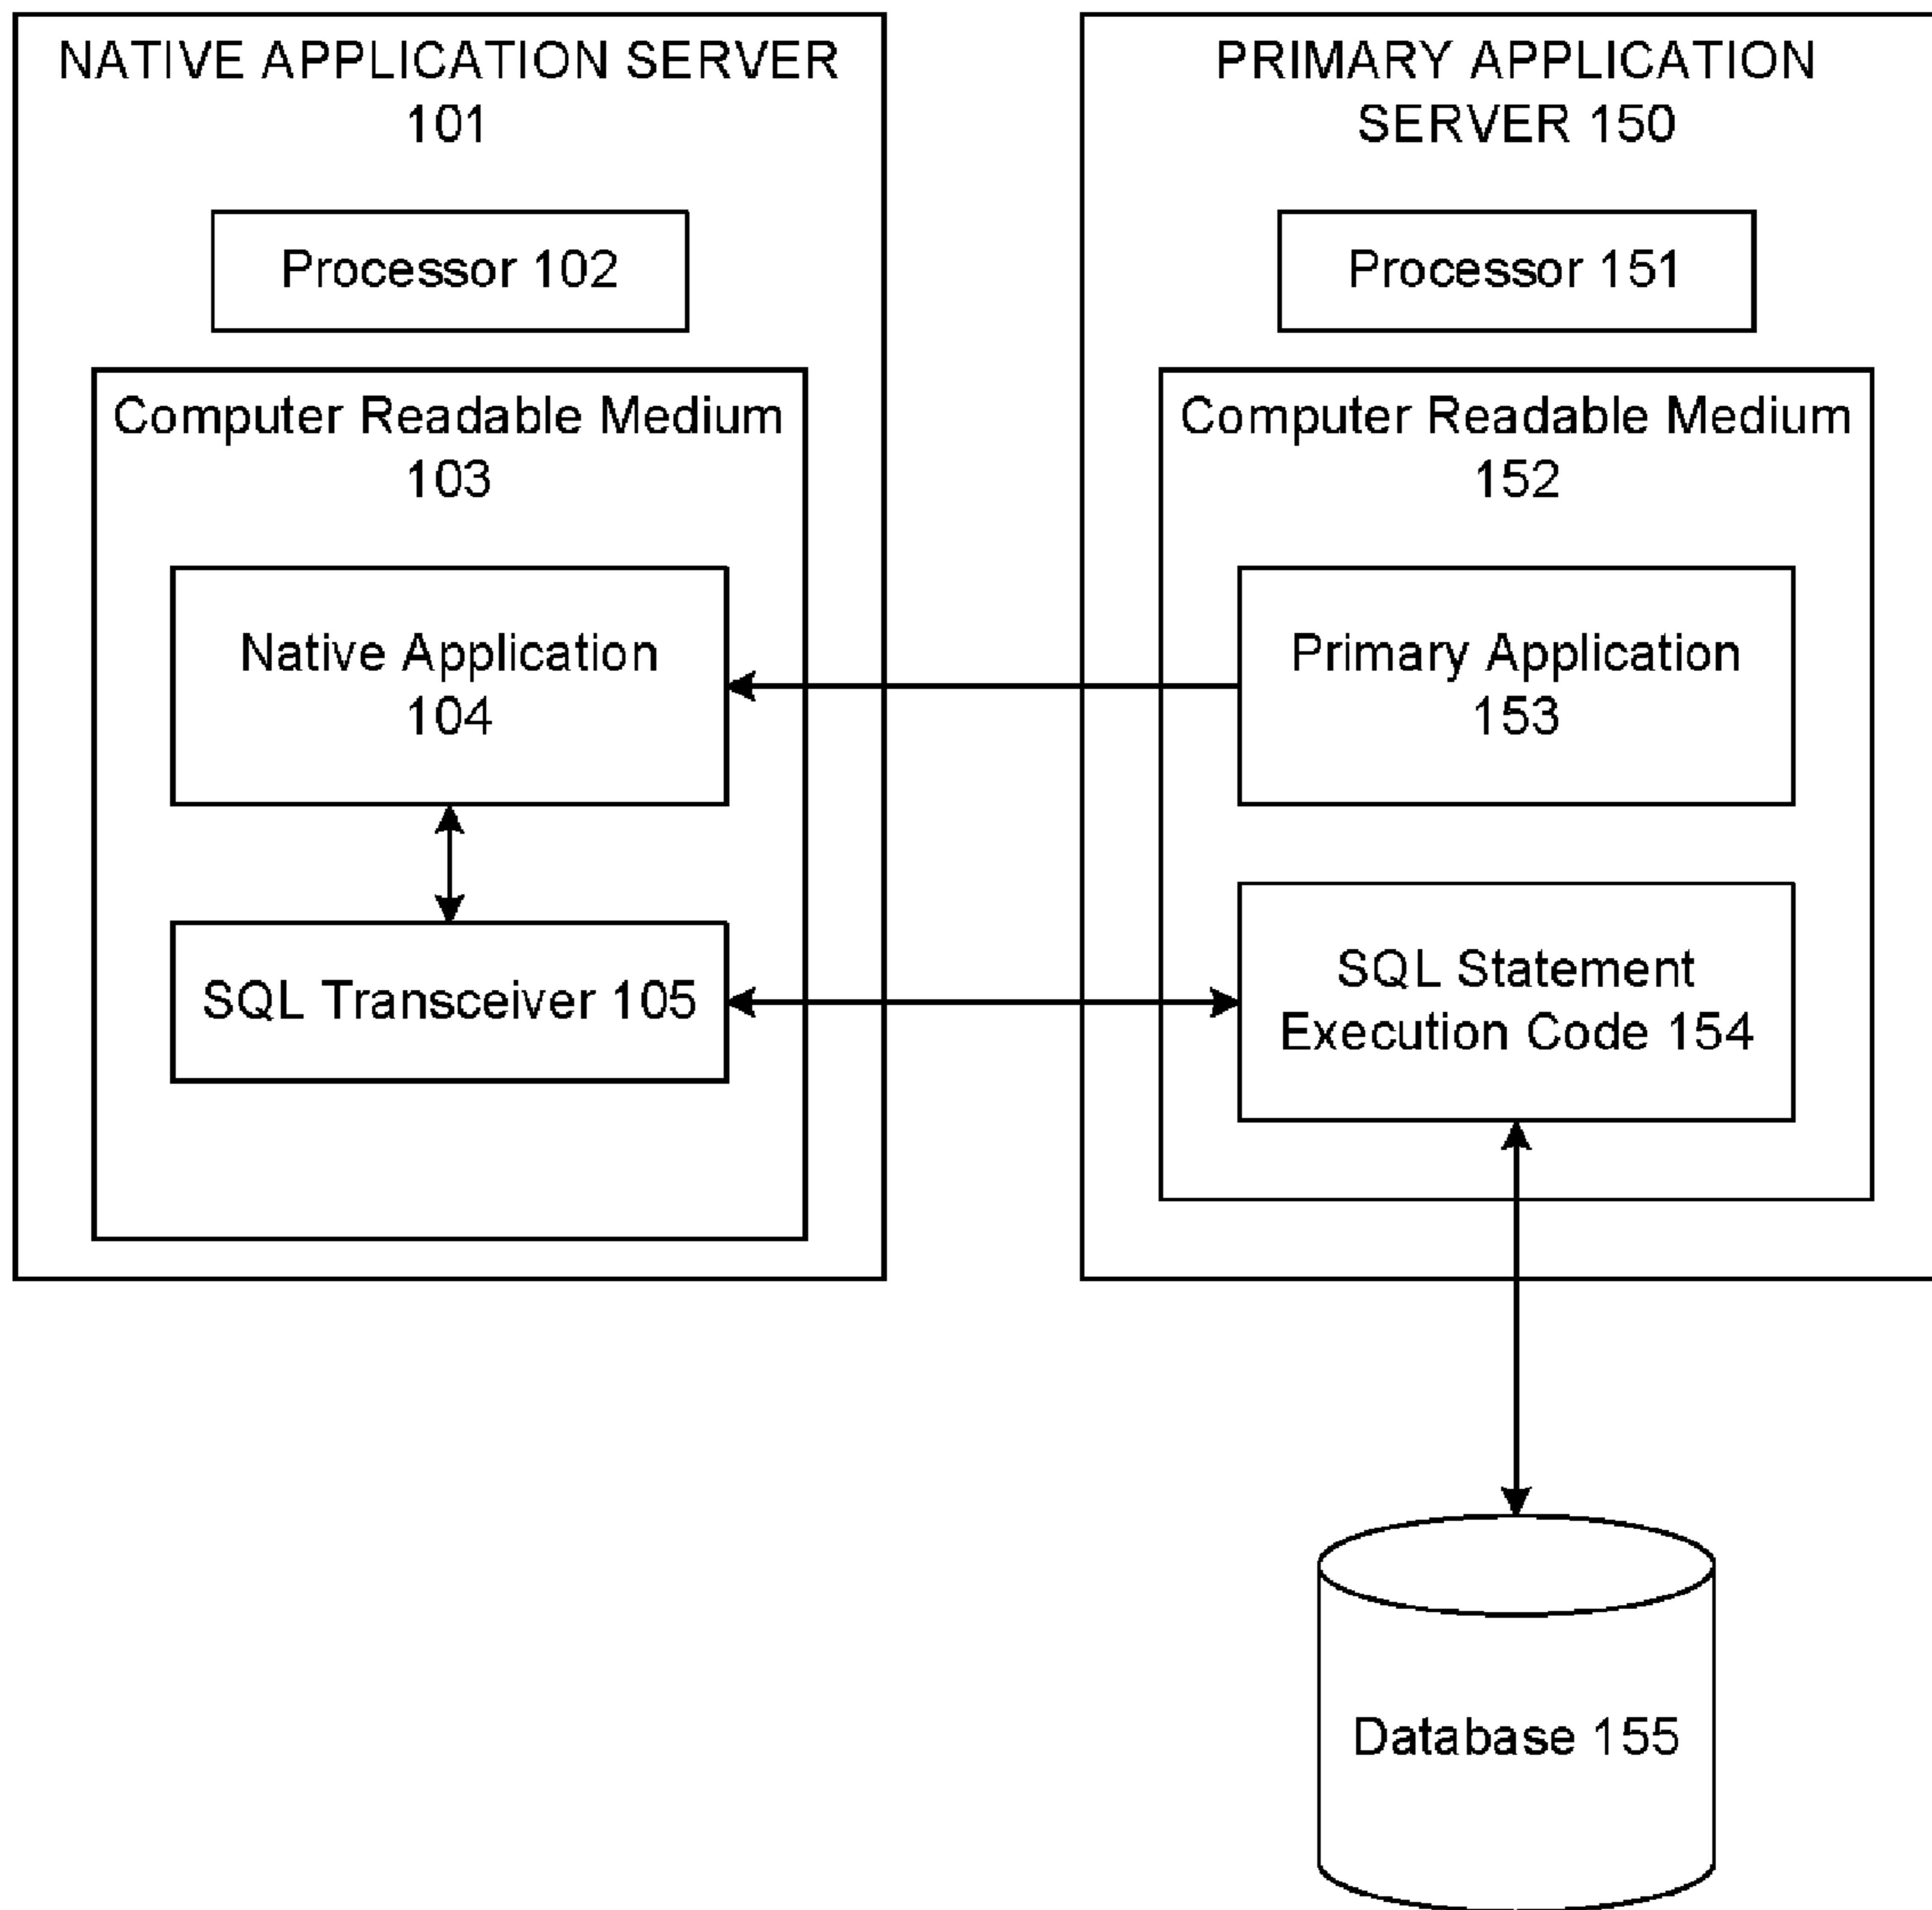 NATIVE APPLICATION SERVER
101
Processor 102
Computer Readable Medium
103
Native Application
104
SQL Transceiver 105
PRIMARY APPLICATION
SERVER 150
Processor 151
Computer Readable Medium
152
Primary Application
153
SQL Statement
Execution Code 154
Database 155